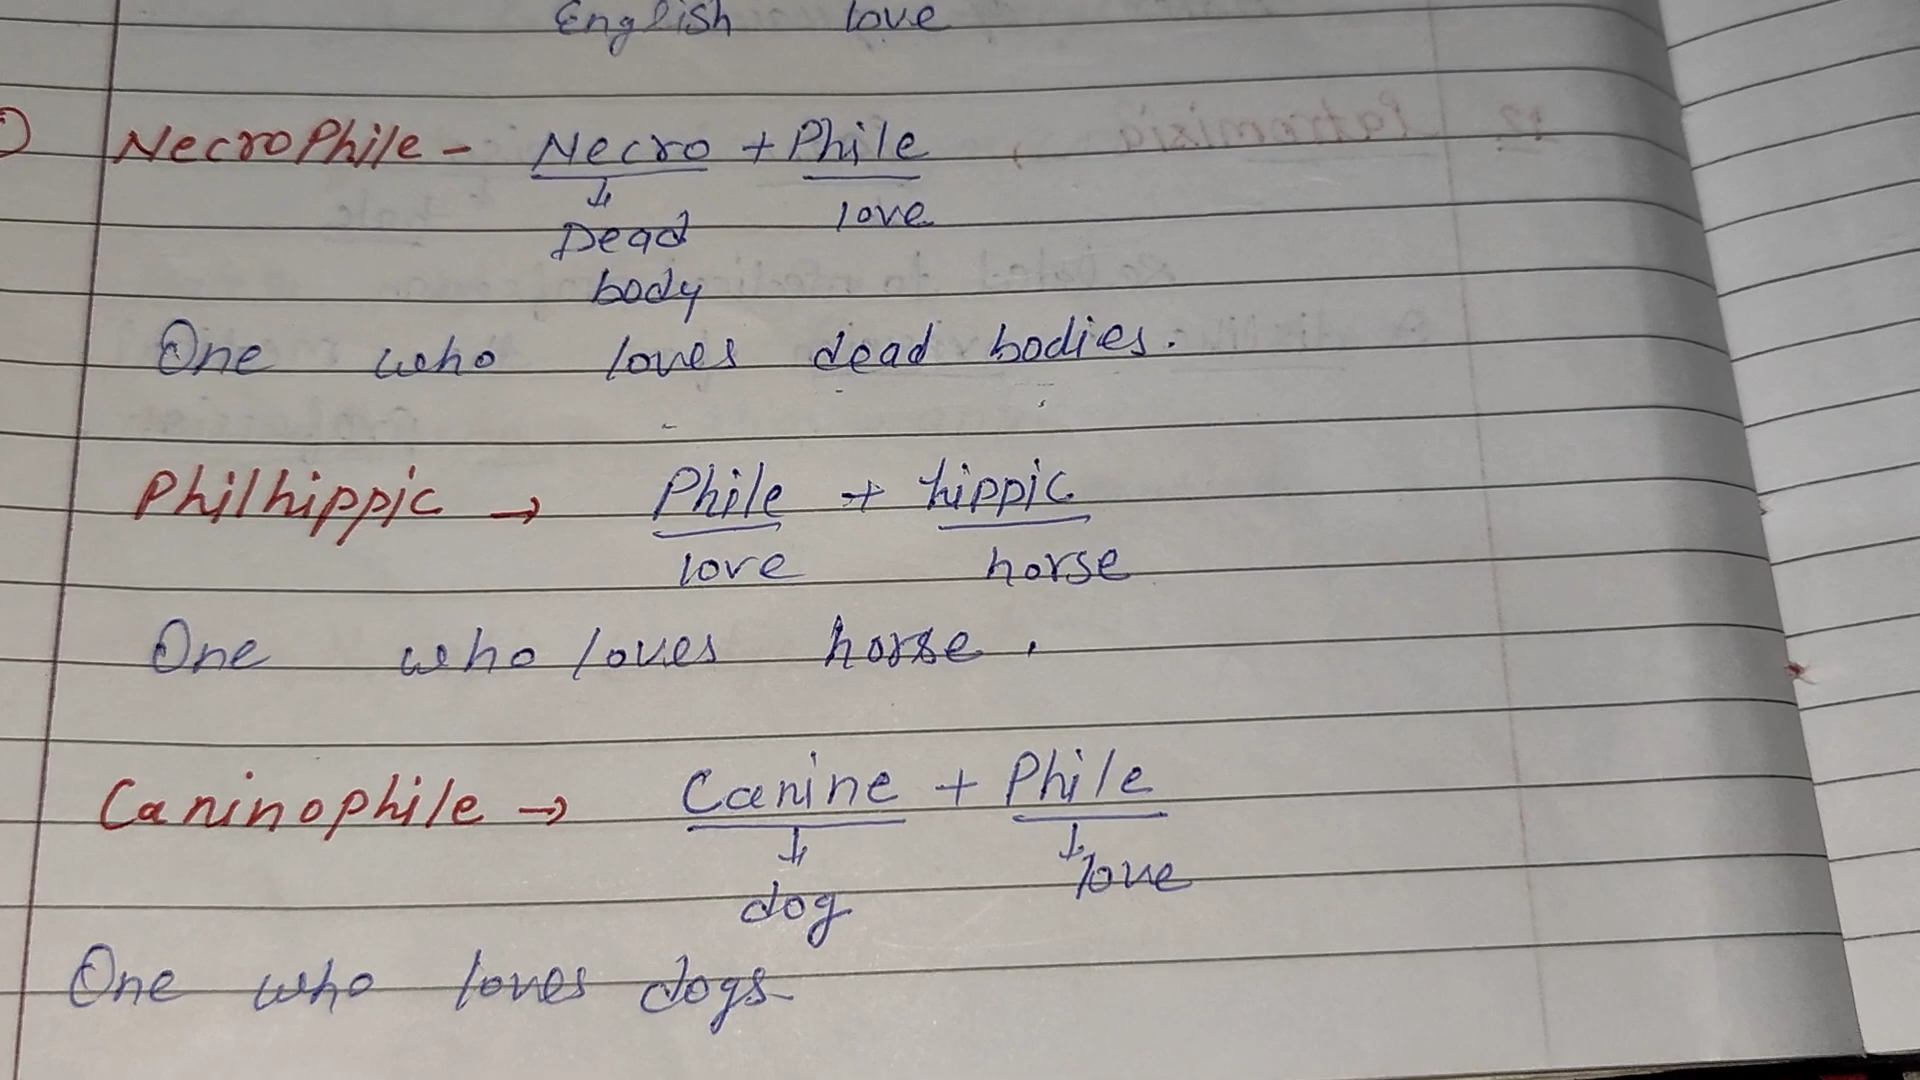 English love
NecroPhile - Necro + Phile
Dead love
body
One who loves dead bodies.
Philhippic → Phile + hippic
love horse
One who loves horse.
Caninophile → Canine + Phile
dog love
One who loves dogs